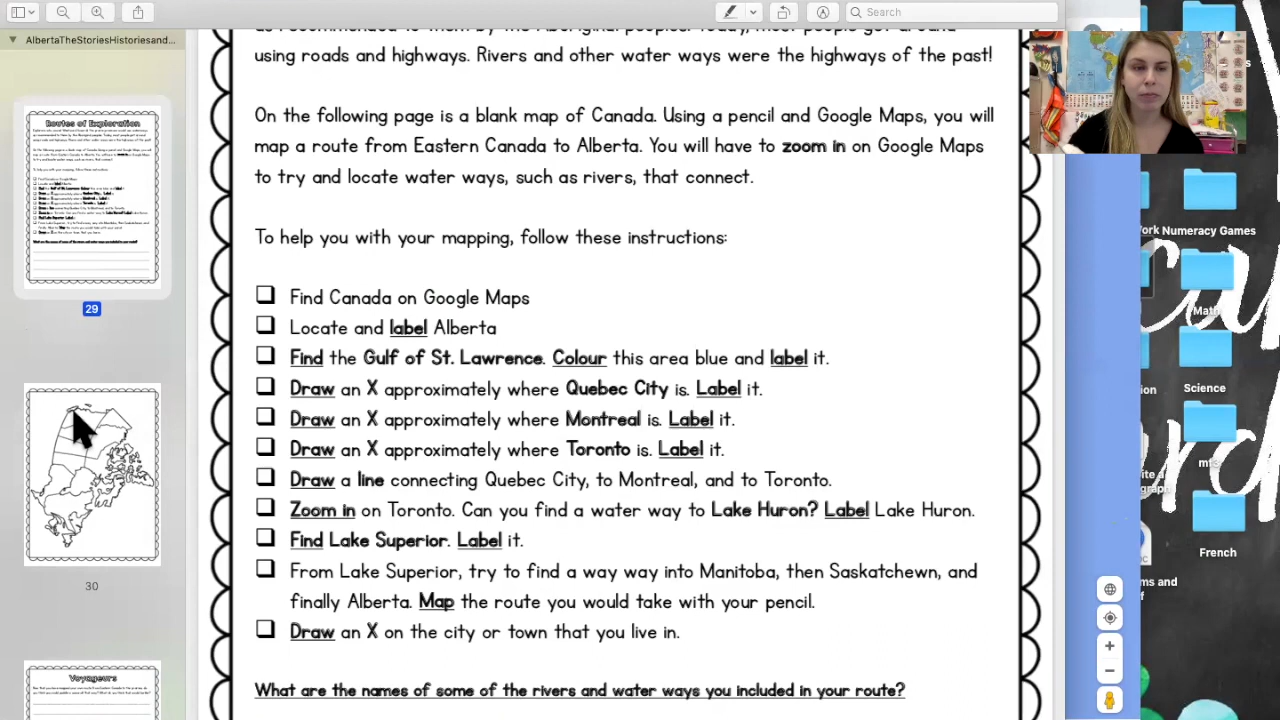 Search
AlbertaTheStoriesHistoriesand...
using roads and highways. Rivers and other water ways were the highways of the past!
On the following page is a blank map of Canada. Using a pencil and Google Maps, you will
map a route from Eastern Canada to Alberta. You will have to zoom in on Google Maps
to try and locate water ways, such as rivers, that connect.
To help you with your mapping, follow these instructions:
Find Canada on Google Maps
Locate and label Alberta
Find the Gulf of St. Lawrence. Colour this area blue and label it.
Draw an X approximately where Quebec City is. Label it.
Draw an X approximately where Montreal is. Label it.
Draw an X approximately where Toronto is. Label it.
Draw a line connecting Quebec City, to Montreal, and to Toronto.
Zoom in on Toronto. Can you find a water way to Lake Huron? Label Lake Huron.
Find Lake Superior. Label it.
From Lake Superior, try to find a way way into Manitoba, then Saskatchewn, and
finally Alberta. Map the route you would take with your pencil.
Draw an X on the city or town that you live in.
What are the names of some of the rivers and water ways you included in your route?
Routes of Exploration
29
30
Voyageurs
Numeracy Games
Math
Science
French